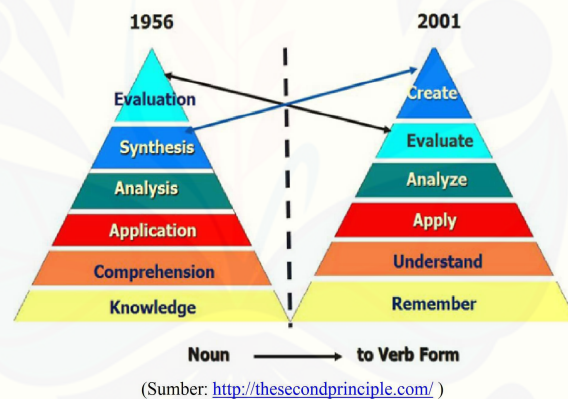 1956
Evaluation
Synthesis
Analysis
Application
Comprehension
Knowledge
2001
Create
Evaluate
Analyze
Apply
Understand
Remember
Noun to Verb Form
(Sumber: http://thesecondprinciple.com/ )